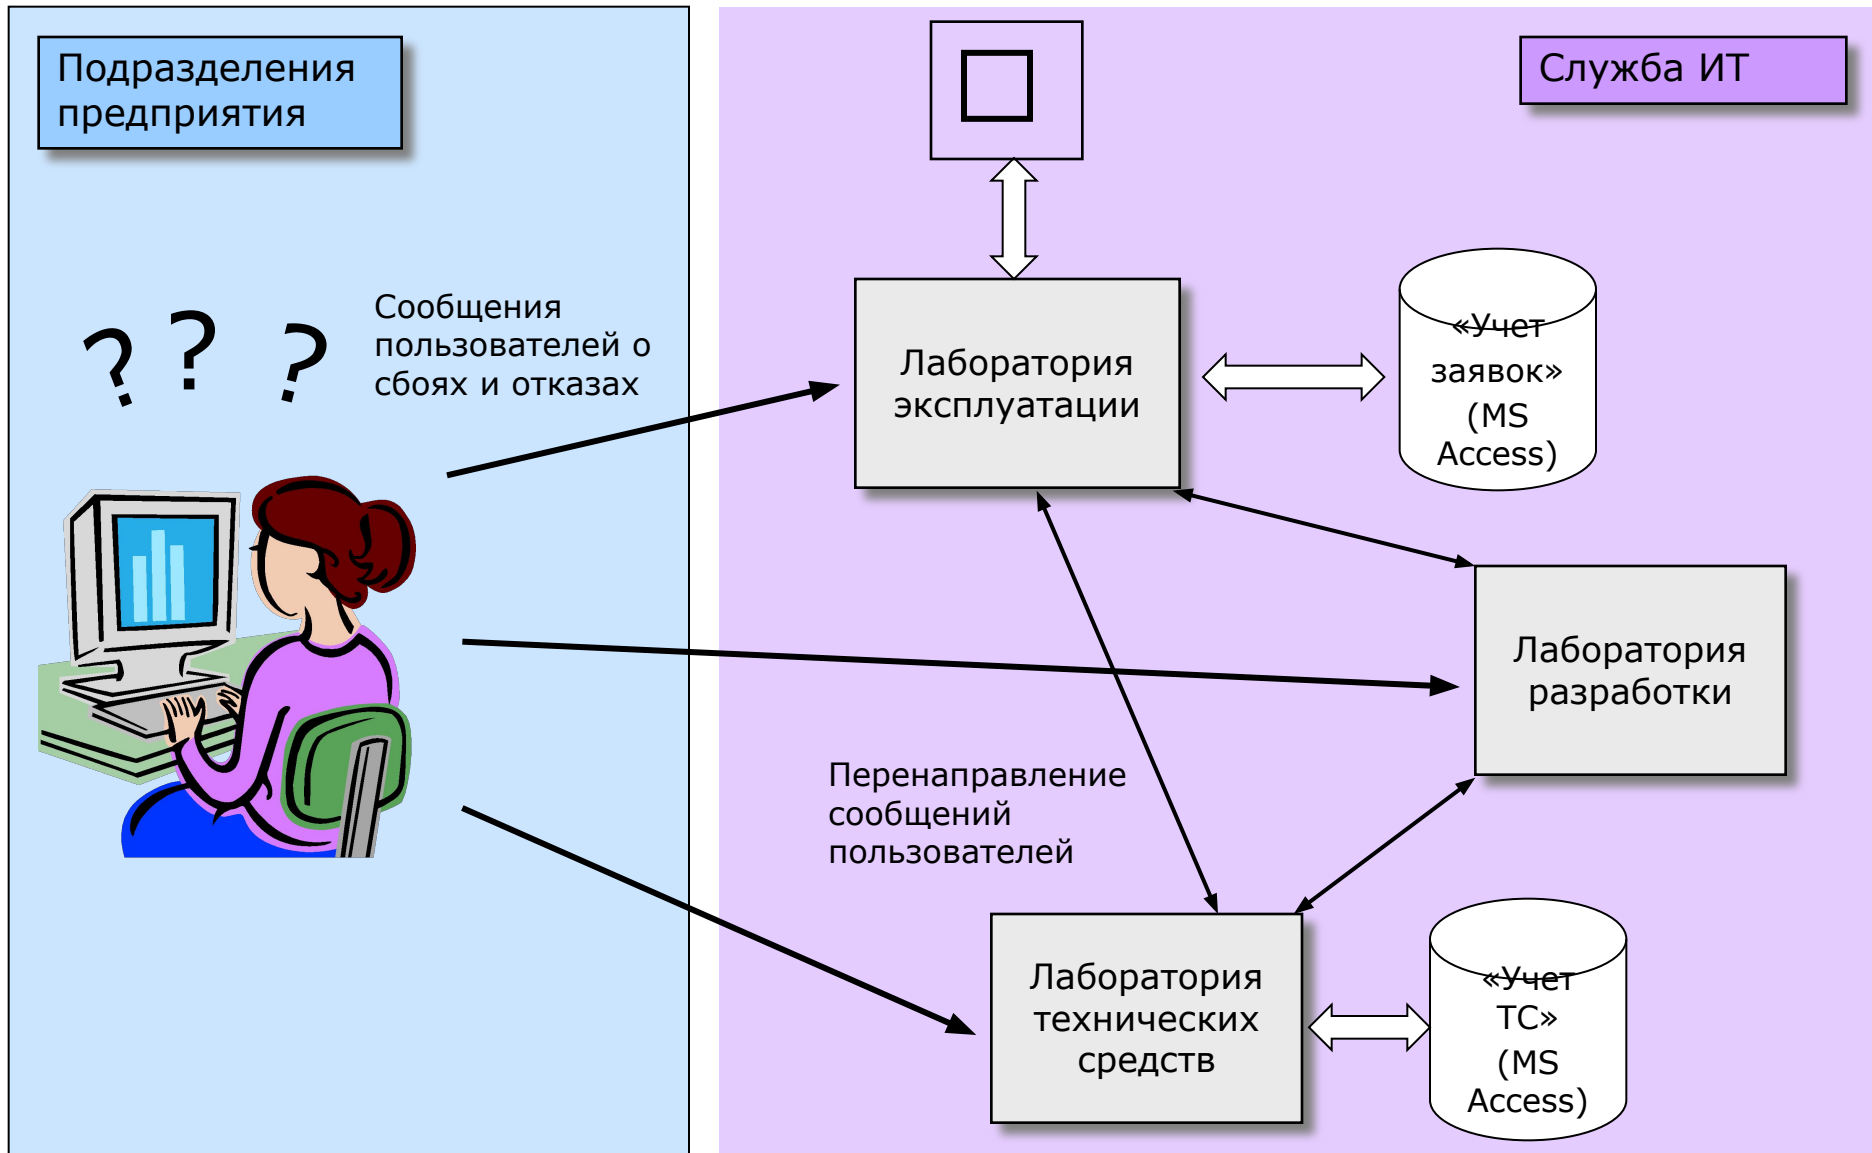 Подразделения
предприятия
Служба ИТ
? ? ?
Сообщения
пользователей о
сбоях и отказах
Лаборатория
эксплуатации
«Учет
заявок»
(MS
Access)
Лаборатория
разработки
Перенаправление
сообщений
пользователей
Лаборатория
технических
средств
«Учет
ТС»
(MS
Access)